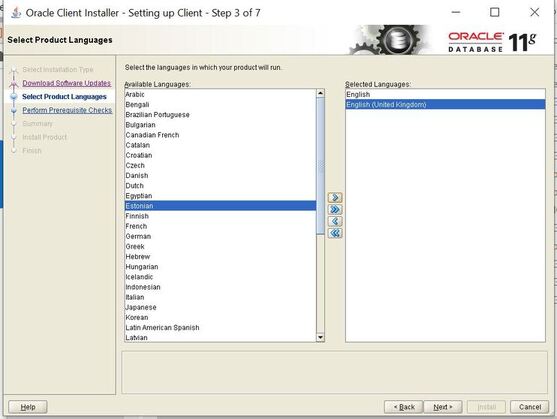 Oracle Client Installer - Setting up Client - Step 3 of 7
Select Product Languages
ORACLE
DATABASE 11g
Select Installation Type
Download Software Updates
Select Product Languages
Perform Prerequisite Checks
Summary
Install Product
Finish
Select the languages in which your product will run.
Available Languages:
Arabic
Bengali
Brazilian Portuguese
Bulgarian
Canadian French
Catalan
Croatian
Czech
Danish
Dutch
Egyptian
Estonian
Finnish
French
German
Greek
Hebrew
Hungarian
Icelandic
Indonesian
Italian
Japanese
Korean
Latin American Spanish
Latvian
Selected Languages:
English
English (United Kingdom)
Help
< Back
Next >
Install
Cancel